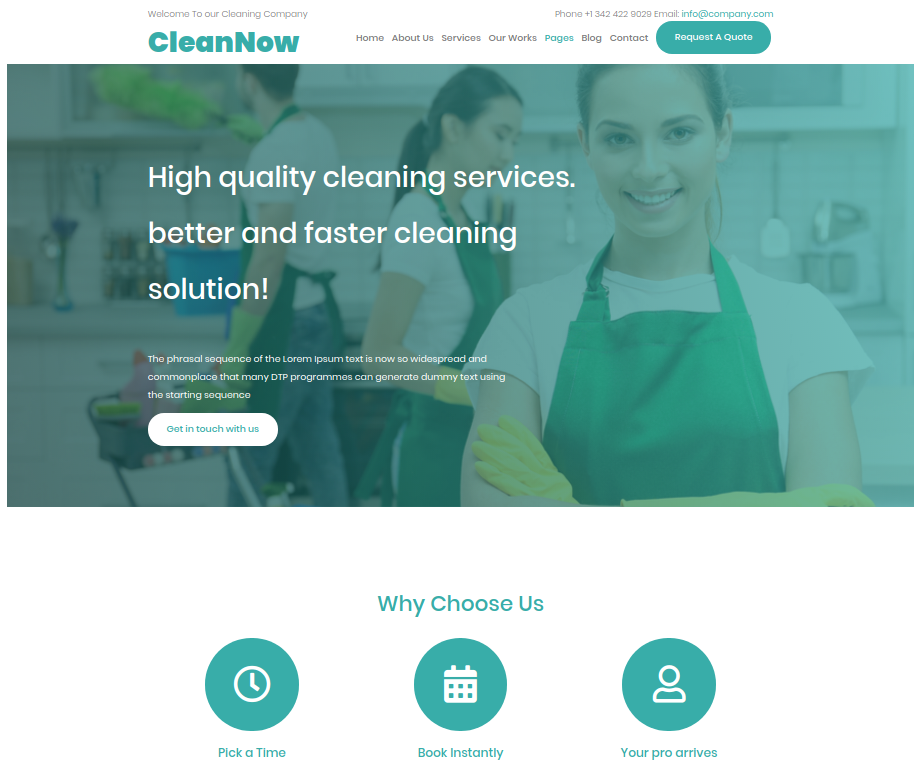 Welcome To our Cleaning Company
Phone +1 342 422 9029 Email: info@company.com
CleanNow
Home About Us Services Our Works Pages Blog Contact Request A Quote
High quality cleaning services.
better and faster cleaning
solution!
The phrasal sequence of the Lorem Ipsum text is now so widespread and
commonplace that many DTP programmes can generate dummy text using
the starting sequence
Get in touch with us
Why Choose Us
Pick a Time
Book Instantly
Your pro arrives